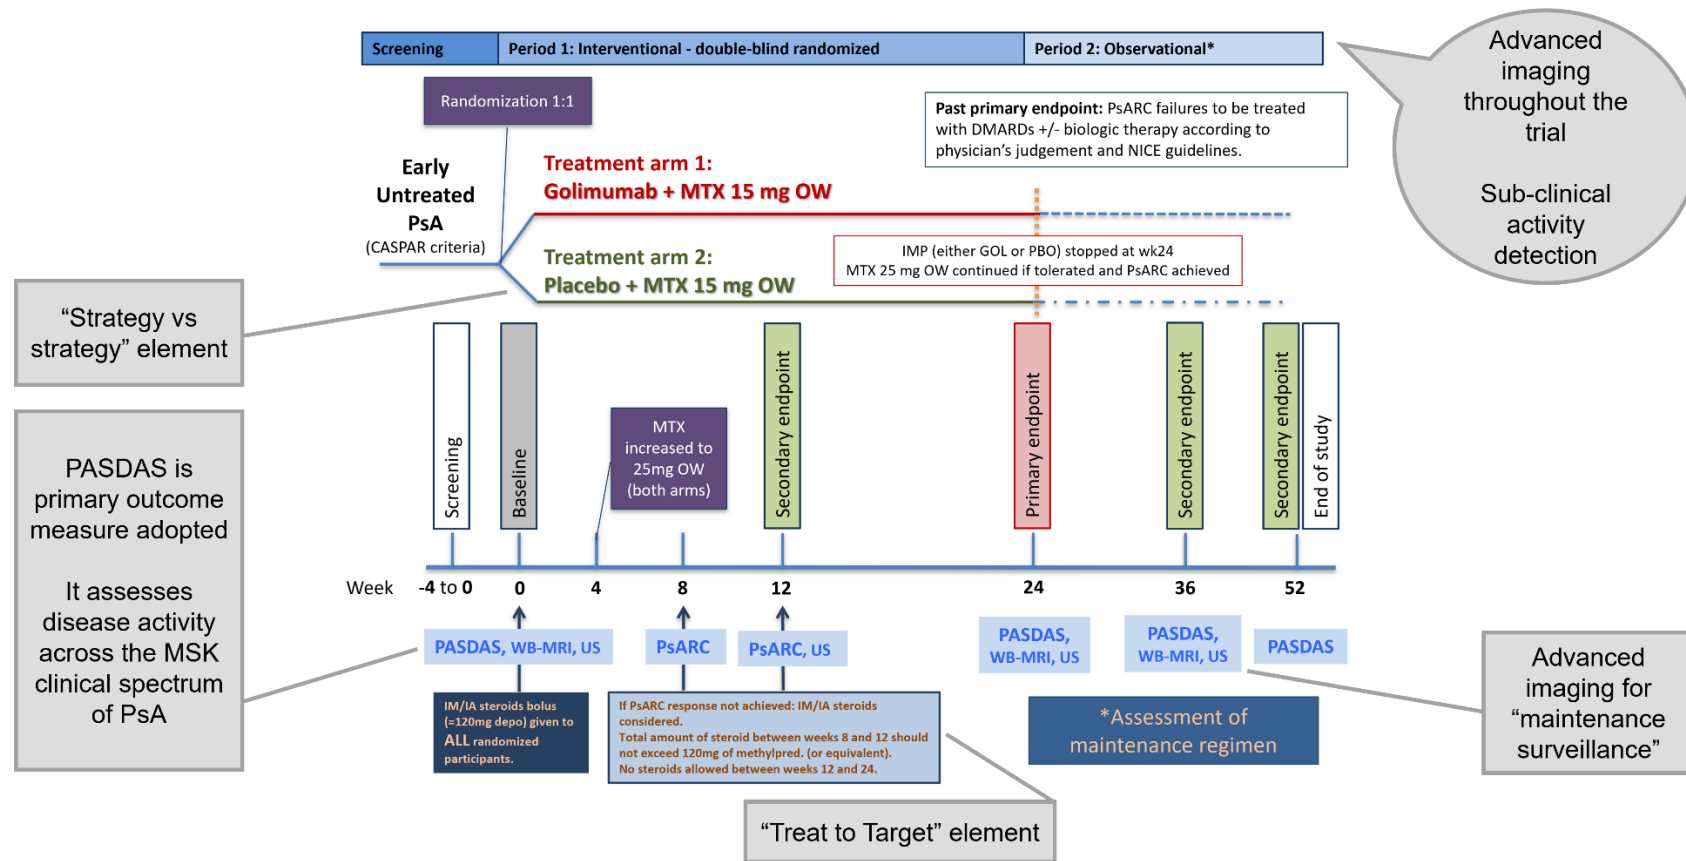 Screening
Period 1: Interventional - double-blind randomized
Period 2: Observational*
Advanced
imaging
throughout the
trial
Sub-clinical
activity
detection
Randomization 1:1
Past primary endpoint: PsARC failures to be treated
with DMARDs +/- biologic therapy according to
physician's judgement and NICE guidelines.
Early
Untreated
PsA
(CASPAR criteria)
Treatment arm 1:
Golimumab + MTX 15 mg OW
Treatment arm 2:
Placebo + MTX 15 mg OW
IMP (either GOL or PBO) stopped at wk24
MTX 25 mg OW continued if tolerated and PsARC achieved
“Strategy vs
strategy” element
PASDAS is
primary outcome
measure adopted
It assesses
disease activity
across the MSK
clinical spectrum
of PsA
Screening
Baseline
MTX
increased to
25mg OW
(both arms)
Secondary endpoint
Primary endpoint
Secondary endpoint
Secondary endpoint
End of study
Week -4 to 0 0 4 8 12 24 36 52
PASDAS, WB-MRI, US
PsARC
PsARC, US
PASDAS,
WB-MRI, US
PASDAS,
WB-MRI, US
PASDAS
IM/IA steroids bolus
(=120mg depo) given to
ALL randomized
participants.
If PsARC response not achieved: IM/IA steroids
considered.
Total amount of steroid between weeks 8 and 12 should
not exceed 120mg of methylpred. (or equivalent).
No steroids allowed between weeks 12 and 24.
*Assessment of
maintenance regimen
Advanced
imaging for
“maintenance
surveillance”
“Treat to Target” element